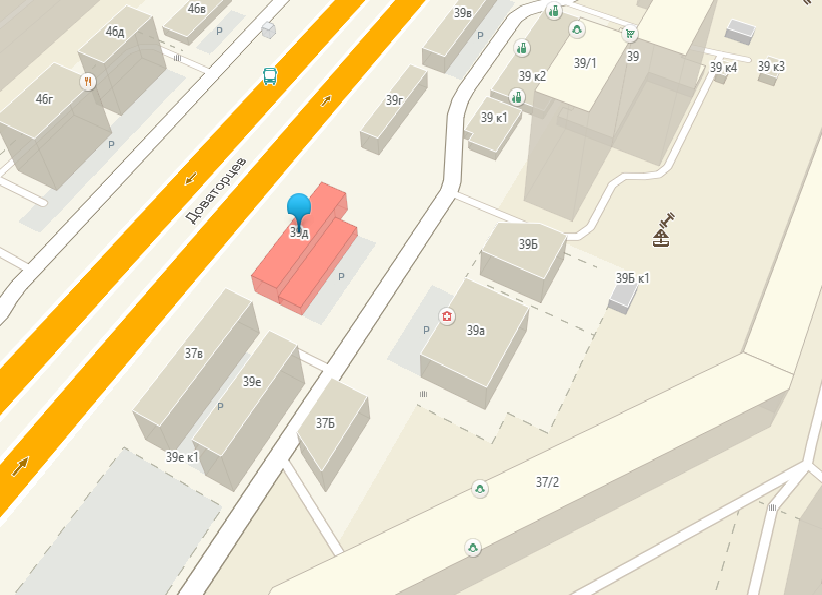 46в
39в
46д
P
P
39/1
39
39 к4
39 к3
39 к2
46г
39г
39 к1
P
Доваторцев
39д
39Б
P
39Б к1
P
39а
37в
39е
P
37Б
39е к1
37/2